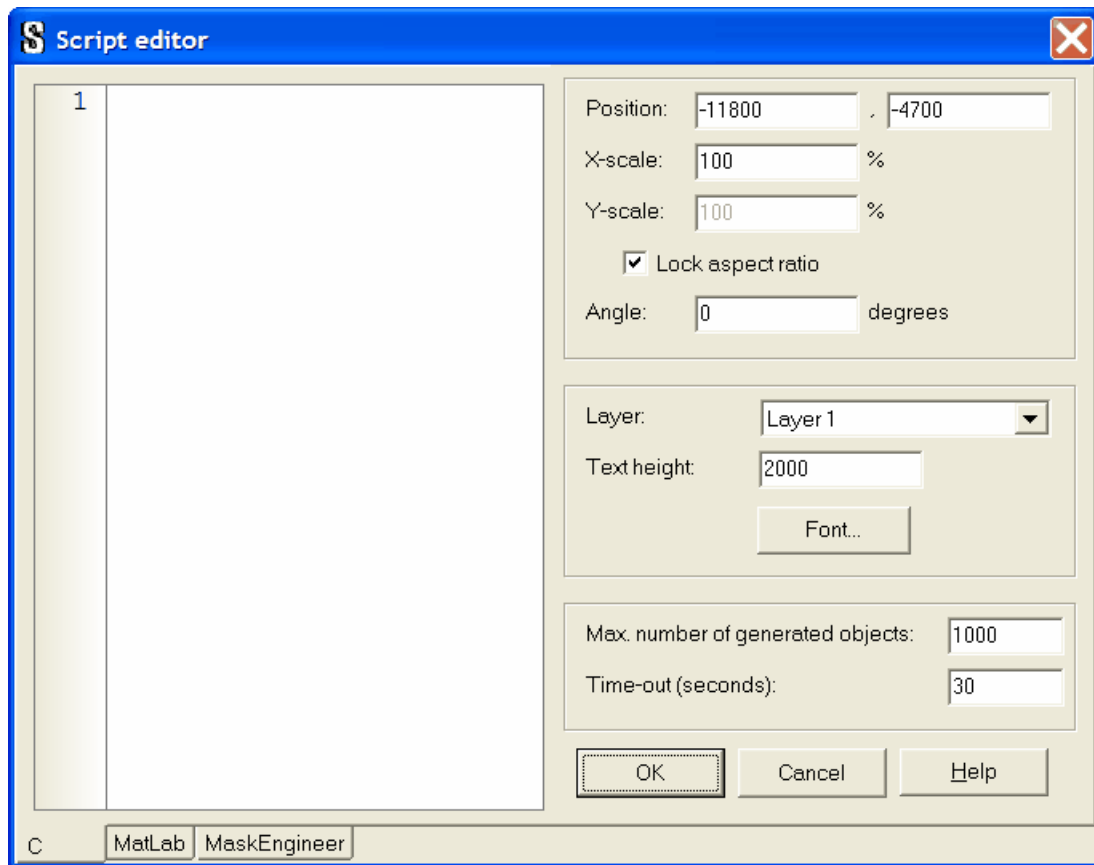 S Script editor
1
Position: -11800 , -4700
X-scale: 100 %
Y-scale: 100 %
Lock aspect ratio
Angle: 0 degrees
Layer: Layer 1
Text height: 2000
Font...
Max. number of generated objects: 1000
Time-out (seconds): 30
OK Cancel Help
C MatLab MaskEngineer